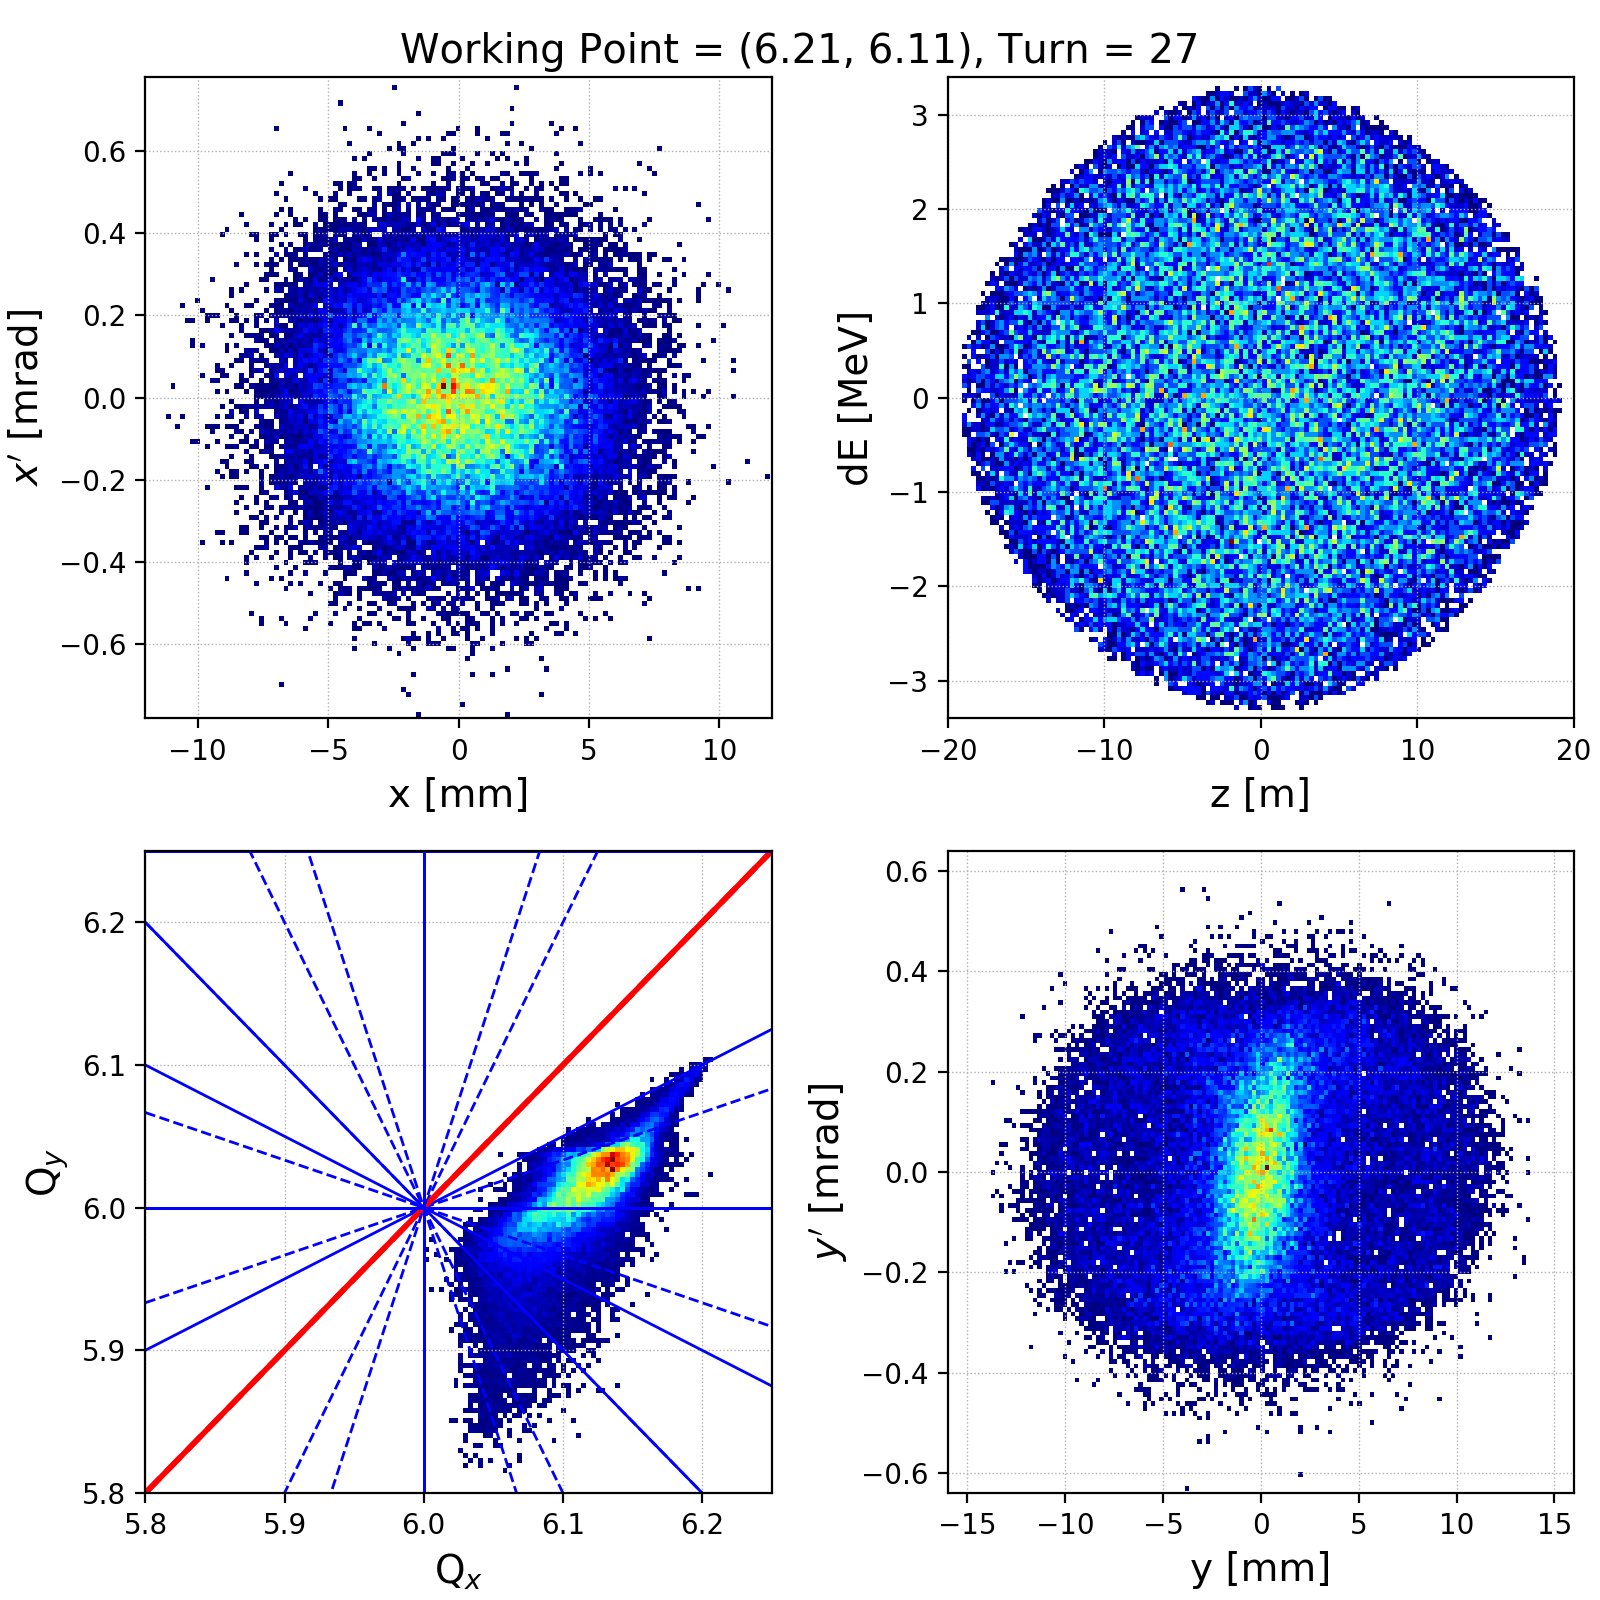 Working Point = (6.21, 6.11), Turn = 27
0.6
0.4
0.2
0.0
−0.2
−0.4
−0.6
x′ [mrad]
−10 −5 0 5 10
x [mm]
3
2
1
0
−1
−2
−3
dE [MeV]
−20 −10 0 10 20
z [m]
6.2
6.1
6.0
5.9
5.8
Qy
5.8 5.9 6.0 6.1 6.2
Qx
0.6
0.4
0.2
0.0
−0.2
−0.4
−0.6
y′ [mrad]
−15 −10 −5 0 5 10 15
y [mm]